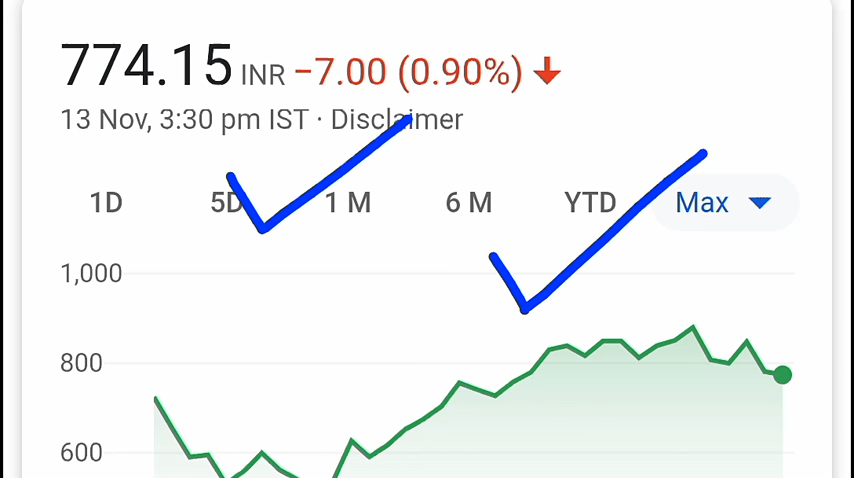 774.15 INR −7.00 (0.90%)
13 Nov, 3:30 pm IST · Disclaimer
1D 5D 1 M 6 M YTD Max
1,000
800
600